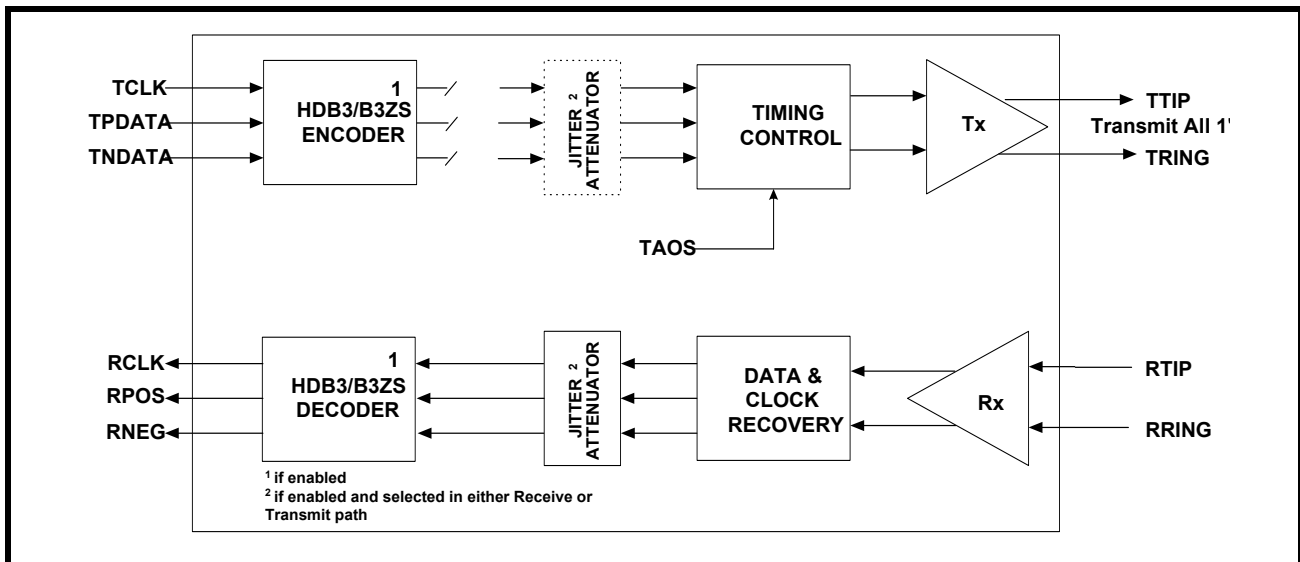 TCLK
TPDATA
TNDATA
1
HDB3/B3ZS
ENCODER
JITTER 2
ATTENUATOR
TIMING
CONTROL
Tx
TTIP
Transmit All 1'
TRING
TAOS
RCLK
RPOS
RNEG
1
HDB3/B3ZS
DECODER
JITTER 2
ATTENUATOR
DATA &
CLOCK
RECOVERY
Rx
RTIP
RRING
1 if enabled
2 if enabled and selected in either Receive or
Transmit path